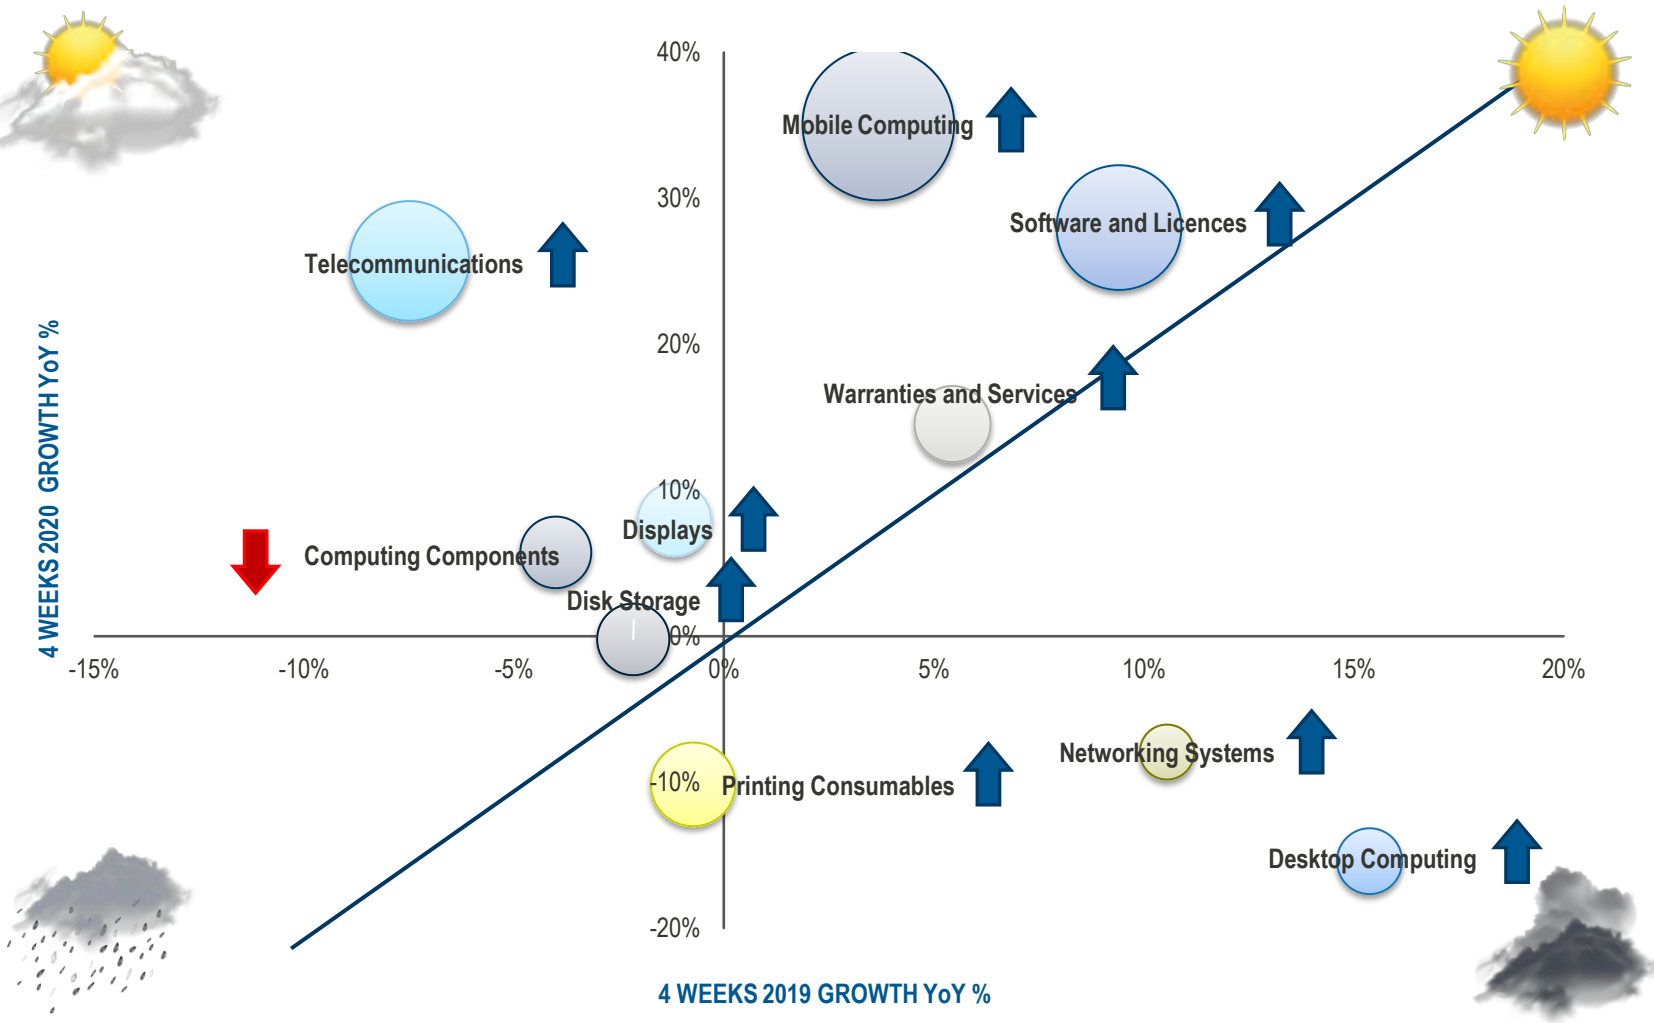 40%
Mobile Computing
30%
Software and Licences
Telecommunications
20%
Warranties and Services
10%
Displays
Computing Components
Disk Storage
0%
-15%
-10%
-5%
0%
5%
10%
15%
20%
Networking Systems
-10%
Printing Consumables
Desktop Computing
-20%
4 WEEKS 2020 GROWTH YoY %
4 WEEKS 2019 GROWTH YoY %